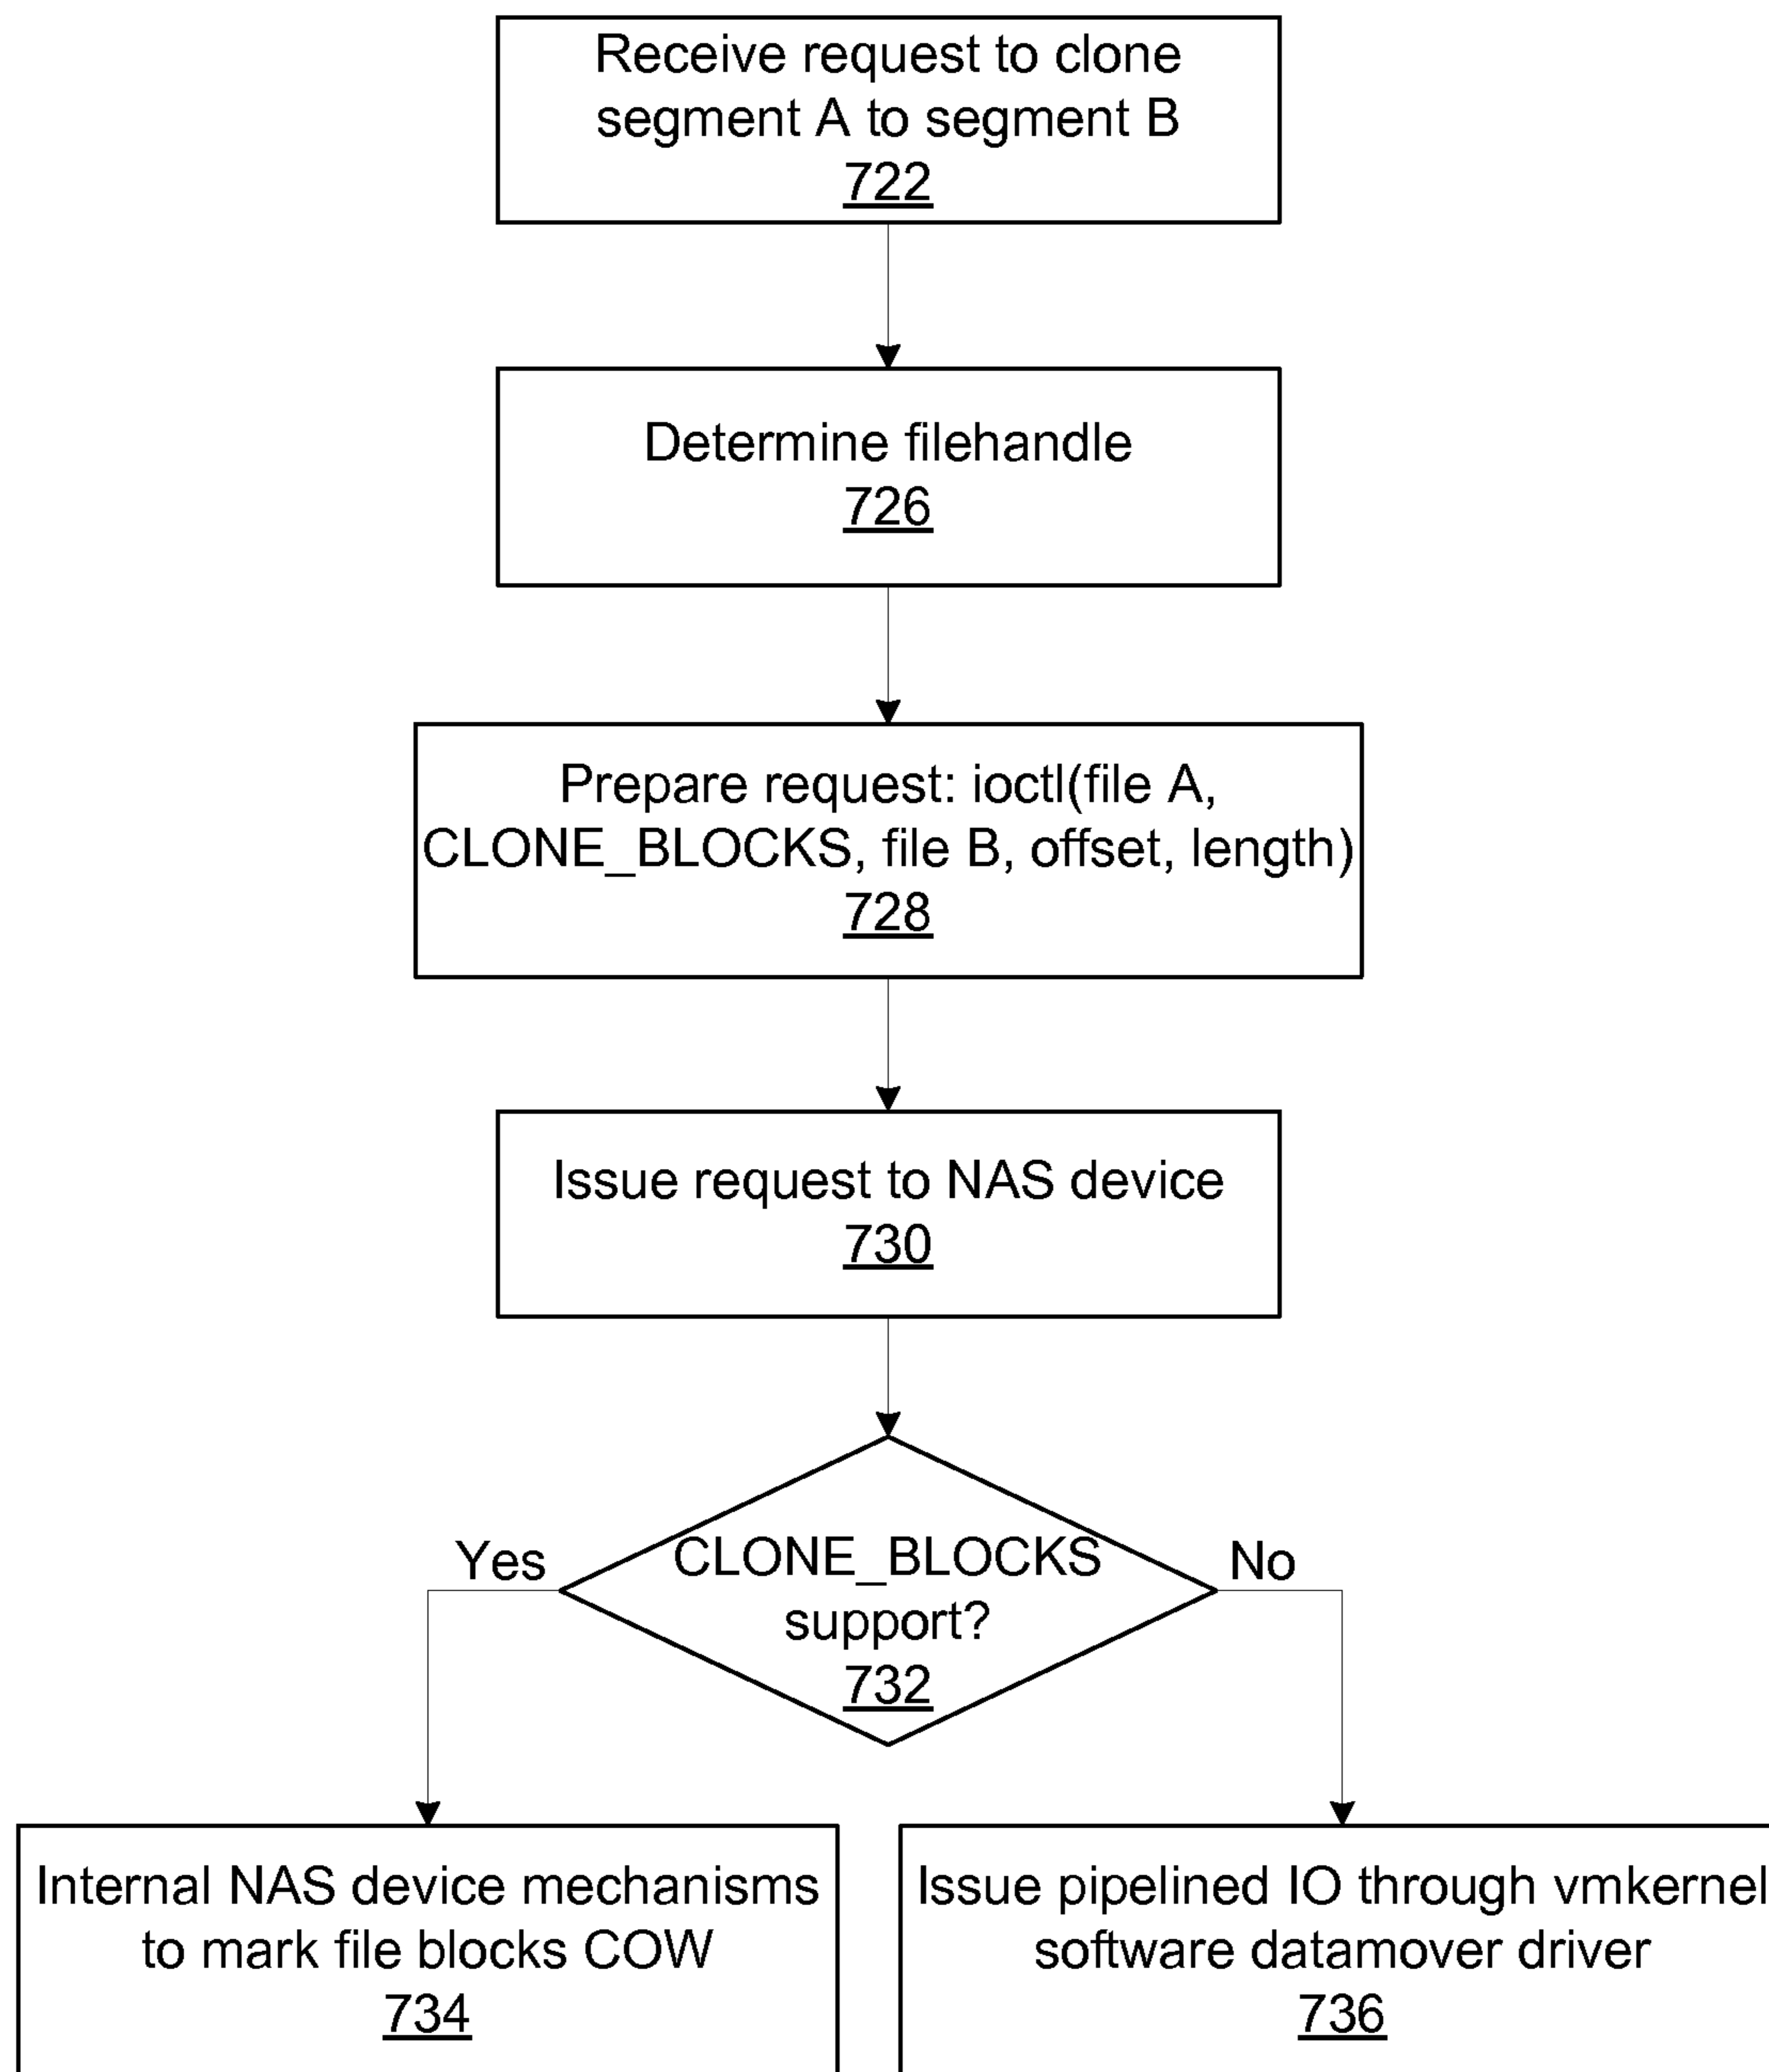 Receive request to clone
segment A to segment B
722
Determine filehandle
726
Prepare request: ioctl(file A,
CLONE_BLOCKS, file B, offset, length)
728
Issue request to NAS device
730
Yes
CLONE_BLOCKS
support?
732
No
Internal NAS device mechanisms
to mark file blocks COW
734
Issue pipelined IO through vmkernel
software datamover driver
736